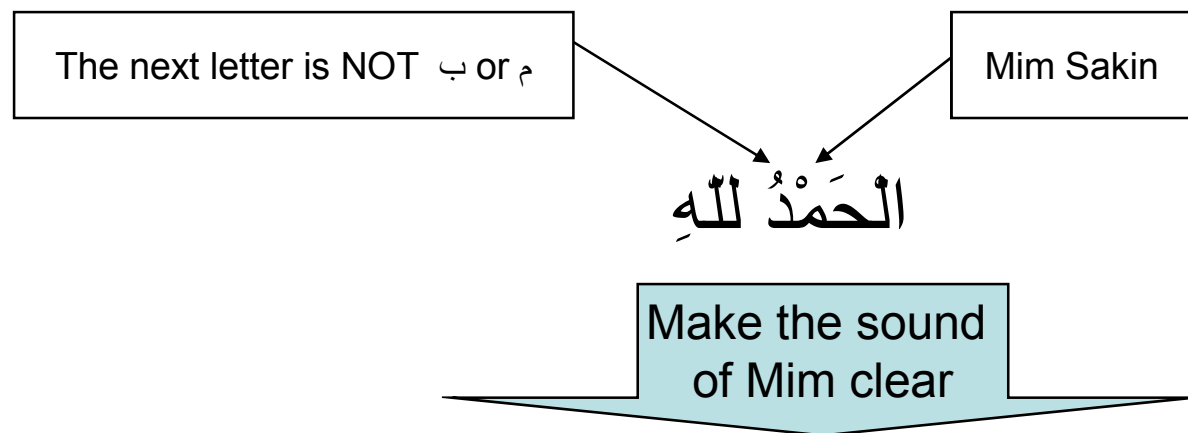 The next letter is NOT ب or م
Mim Sakin
الْحَمْدُ لِلّهِ
Make the sound
of Mim clear